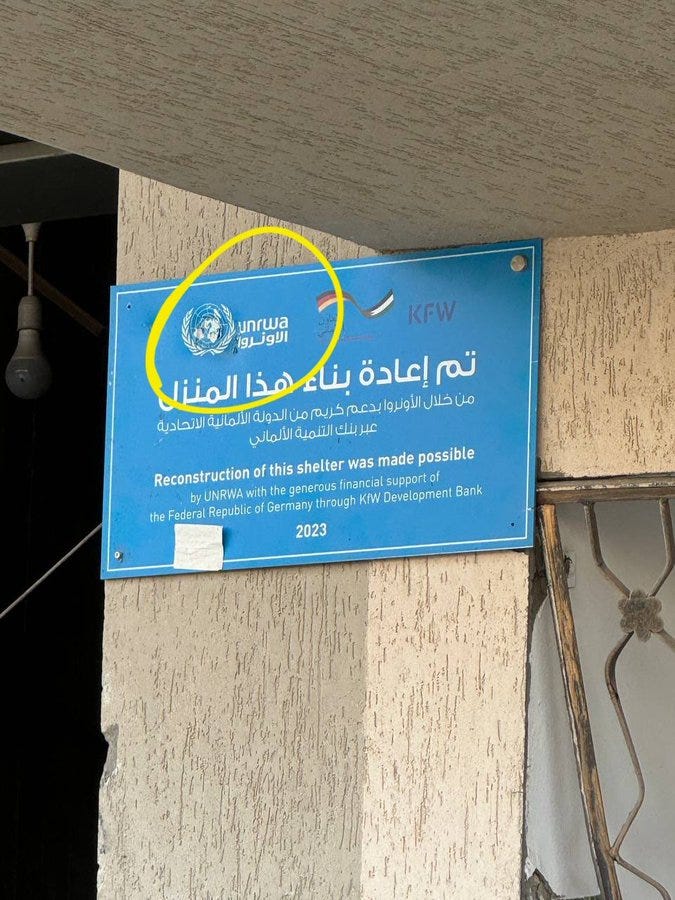 unrwa
الاونروا
KFW
تم إعادة بناء هذا المنزل
من خلال الأونروا بدعم كريم من الدولة الألمانية الاتحادية
عبر بنك التنمية الألماني
Reconstruction of this shelter was made possible
by UNRWA with the generous financial support of
the Federal Republic of Germany through KfW Development Bank
2023